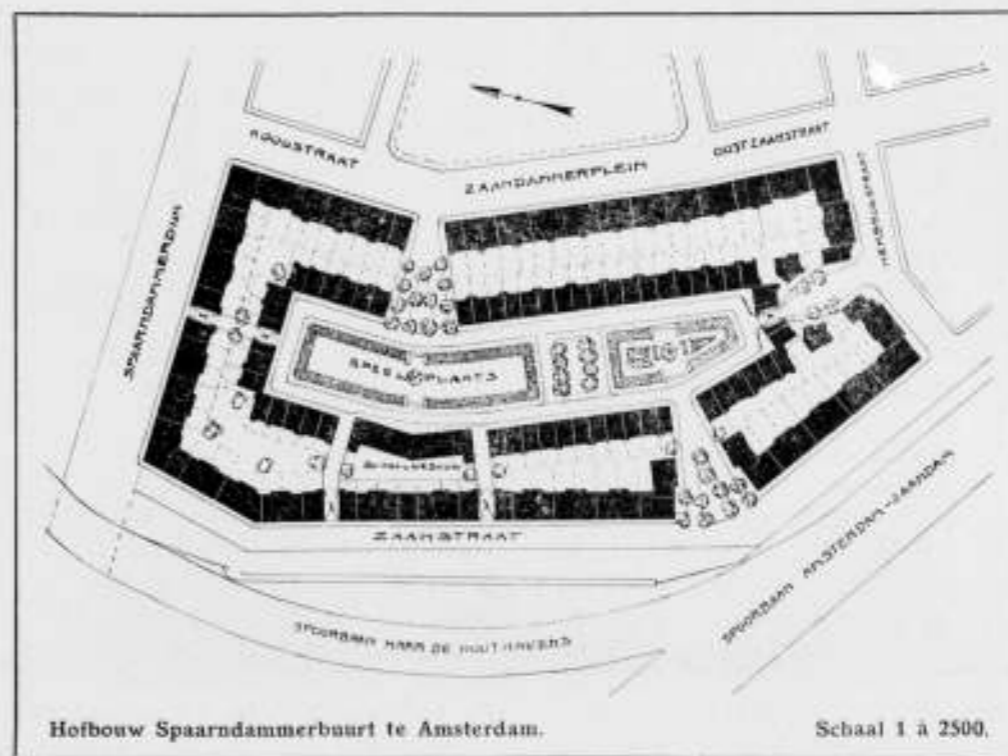 ROGGSTRAAT
ZAANDAMMERPLEIN
OOSTZAANSTRAAT
SPAARNDAMMERDIJK
SPEELPLAATS
ZAANSTRAAT
SPOORBAAN AMSTERDAM-ZAANDAM
SPOORBAAN NAAR DE HOUTHAVENS
Hofbouw Spaarndammerbuurt te Amsterdam.
Schaal 1 à 2500.